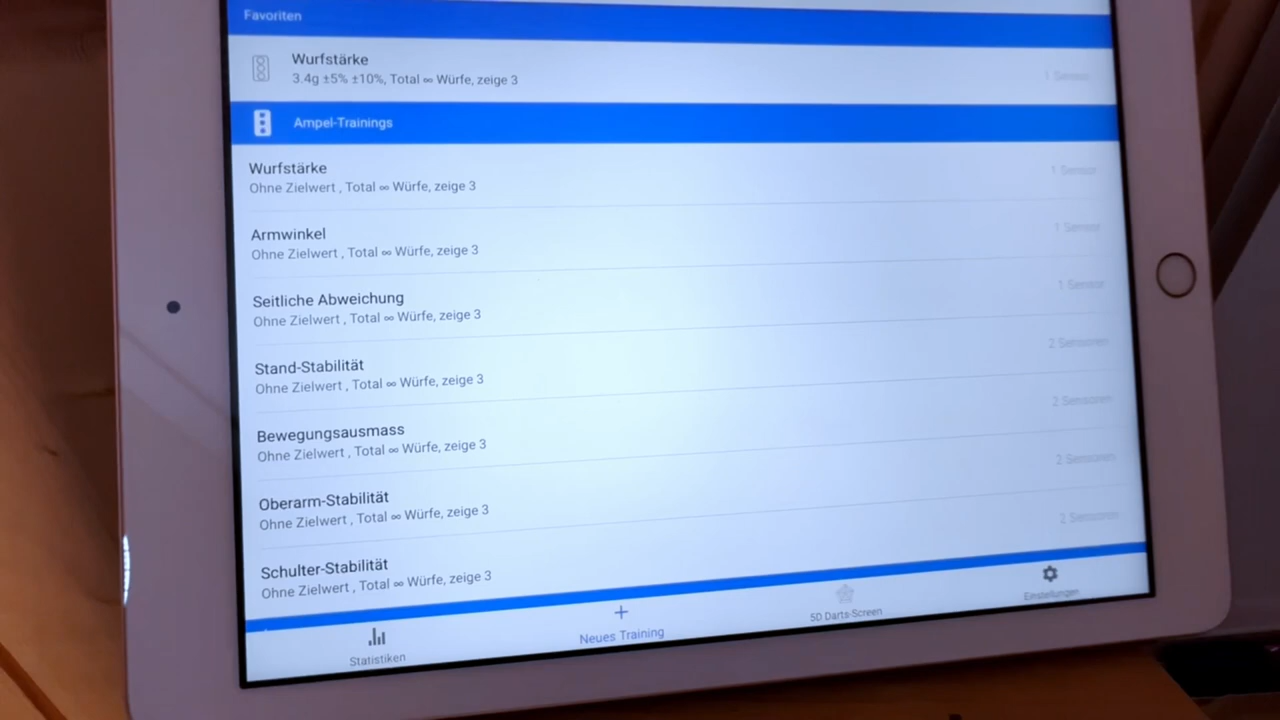 Favoriten
Wurfstärke
3.4g ±5% ±10%, Total ∞ Würfe, zeige 3
1 Sensor
Ampel-Trainings
Wurfstärke
Ohne Zielwert , Total ∞ Würfe, zeige 3
1 Sensor
Armwinkel
Ohne Zielwert , Total ∞ Würfe, zeige 3
1 Sensor
Seitliche Abweichung
Ohne Zielwert , Total ∞ Würfe, zeige 3
1 Sensor
Stand-Stabilität
Ohne Zielwert , Total ∞ Würfe, zeige 3
2 Sensoren
Bewegungsausmass
Ohne Zielwert , Total ∞ Würfe, zeige 3
2 Sensoren
Oberarm-Stabilität
Ohne Zielwert , Total ∞ Würfe, zeige 3
2 Sensoren
Schulter-Stabilität
Ohne Zielwert , Total ∞ Würfe, zeige 3
2 Sensoren
Statistiken
Neues Training
5D Darts-Screen
Einstellungen